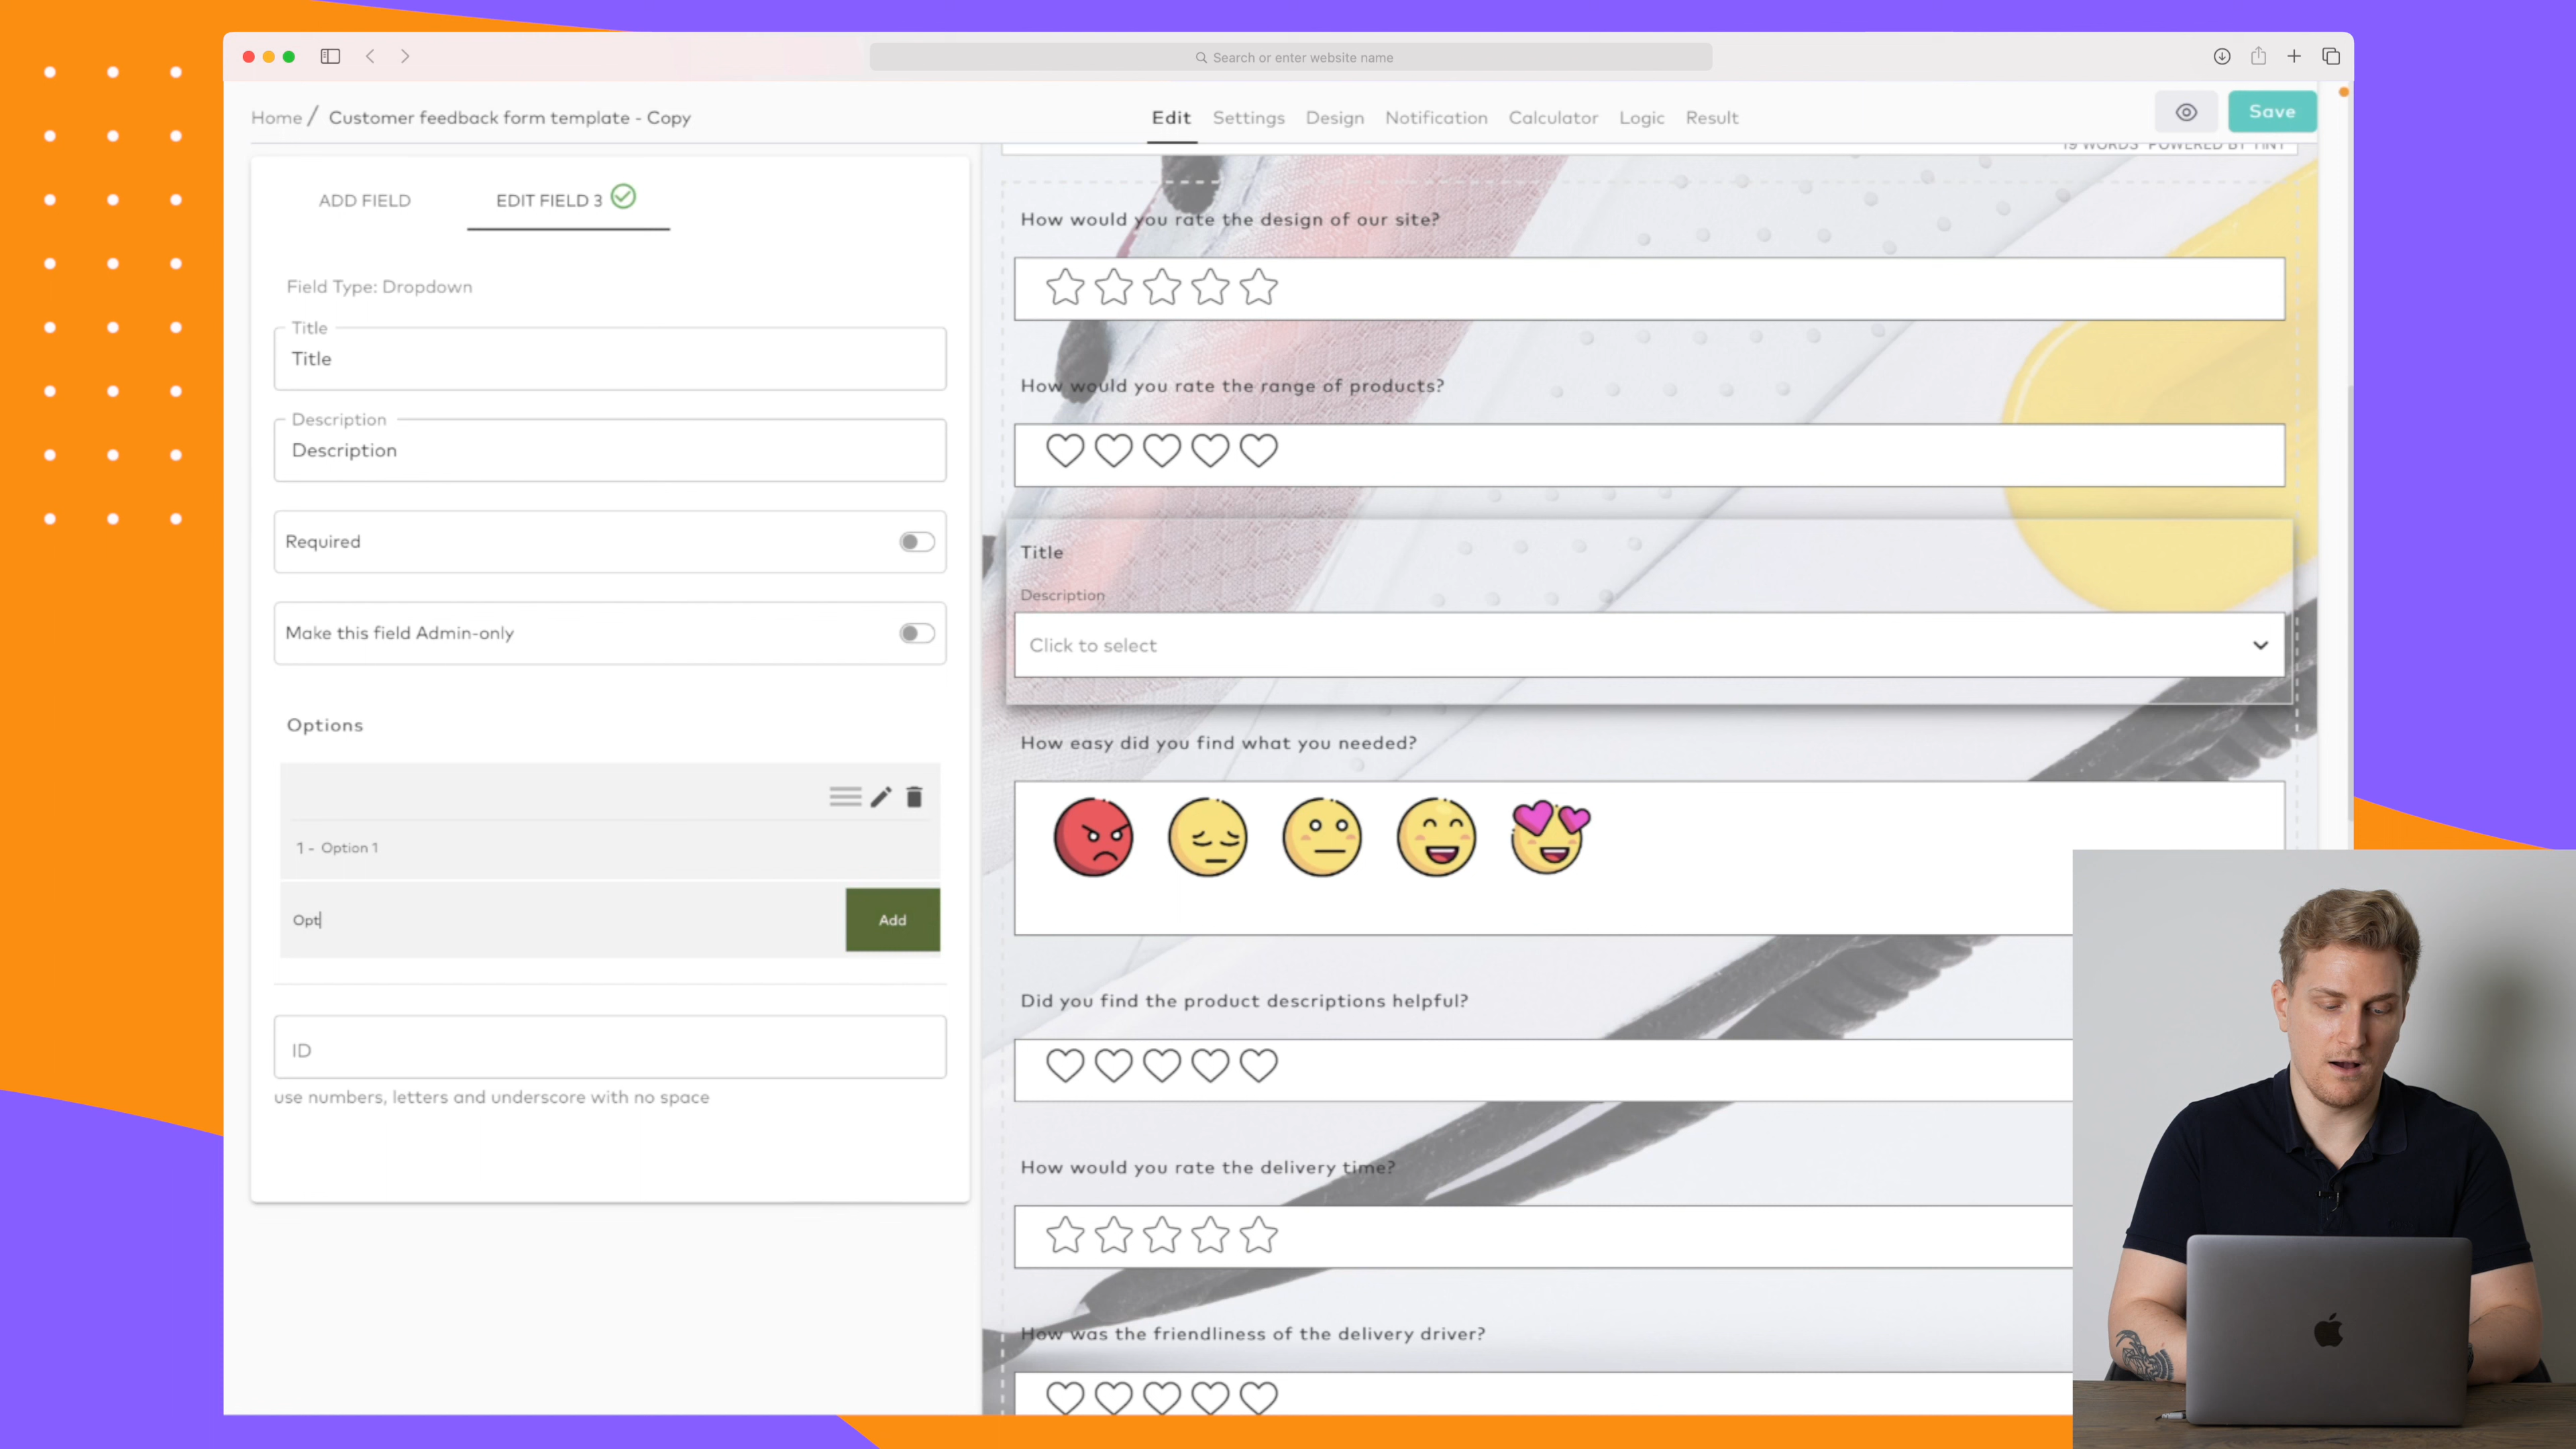 Search or enter website name
Home / Customer feedback form template - Copy
Edit Settings Design Notification Calculator Logic Result
Save
19 WORDS POWERED BY TINY
ADD FIELD
EDIT FIELD 3
Field Type: Dropdown
Title
Title
Description
Description
Required
Make this field Admin-only
Options
1 - Option 1
Opt
Add
ID
use numbers, letters and underscore with no space
How would you rate the design of our site?
How would you rate the range of products?
Title
Description
Click to select
How easy did you find what you needed?
Did you find the product descriptions helpful?
How would you rate the delivery time?
How was the friendliness of the delivery driver?